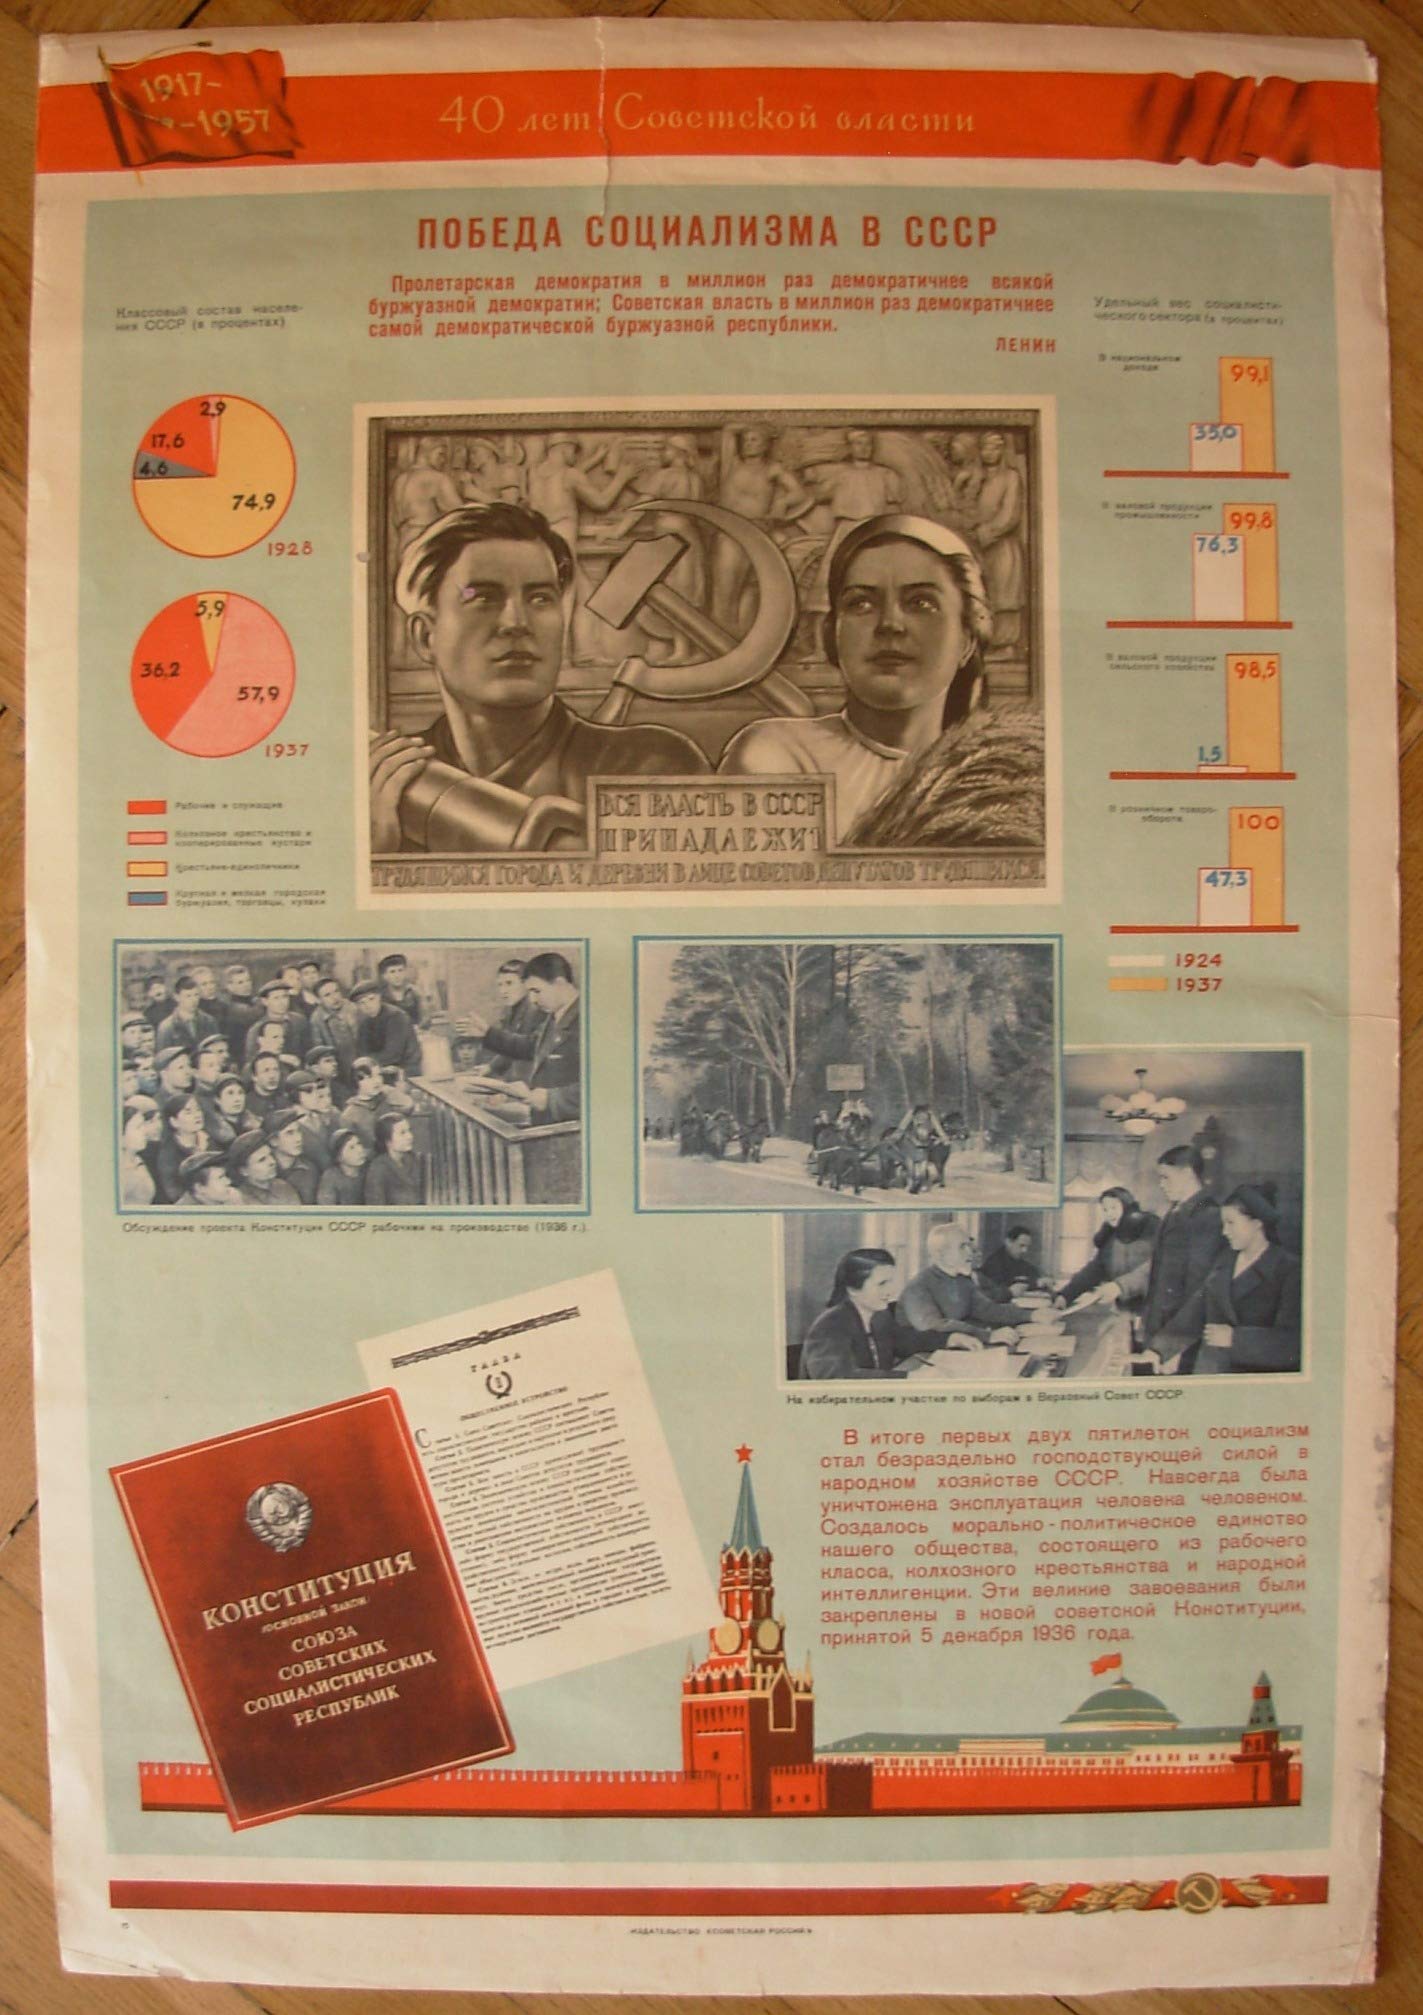 1917-
-1957
40 лет Советской власти
ПОБЕДА СОЦИАЛИЗМА В СССР
Пролетарская демократия в миллион раз демократичнее всякой
буржуазной демократии; Советская власть в миллион раз демократичнее
самой демократической буржуазной республики.
ЛЕНИН
Классовый состав населе-
ния СССР (в процентах)
2,9
17,6
4,6
74,9
1928
5,9
36,2
57,9
1937
Рабочие и служащие
Колхозное крестьянство и
кооперированные кустари
Крестьяне-единоличники
Крупная и мелкая городская
буржуазия, торговцы, кулаки
ВСЯ ВЛАСТЬ В СССР
ПРИНАДЛЕЖИТ
ТРУДЯЩИМСЯ ГОРОДА И ДЕРЕВНИ В ЛИЦЕ СОВЕТОВ ДЕПУТАТОВ ТРУДЯЩИХСЯ.
Удельный вес социалисти-
ческого сектора (в процентах)
В национальном
доходе
99,1
35,0
В валовой продукции
промышленности
99,8
76,3
В валовой продукции
сельского хозяйства
98,5
1,5
В розничном товаро-
обороте
100
47,3
1924
1937
Обсуждение проекта Конституции СССР рабочими на производстве (1936 г.).
На избирательном участке по выборам в Верховный Совет СССР.
ГЛАВА
ОБЩЕСТВЕННОЕ УСТРОЙСТВО
КОНСТИТУЦИЯ
(ОСНОВНОЙ ЗАКОН)
СОЮЗА
СОВЕТСКИХ
СОЦИАЛИСТИЧЕСКИХ
РЕСПУБЛИК
В итоге первых двух пятилеток социализм
стал безраздельно господствующей силой в
народном хозяйстве СССР. Навсегда была
уничтожена эксплуатация человека человеком.
Создалось морально-политическое единство
нашего общества, состоящего из рабочего
класса, колхозного крестьянства и народной
интеллигенции. Эти великие завоевания были
закреплены в новой советской Конституции,
принятой 5 декабря 1936 года.
ИЗДАТЕЛЬСТВО «СОВЕТСКАЯ РОССИЯ»